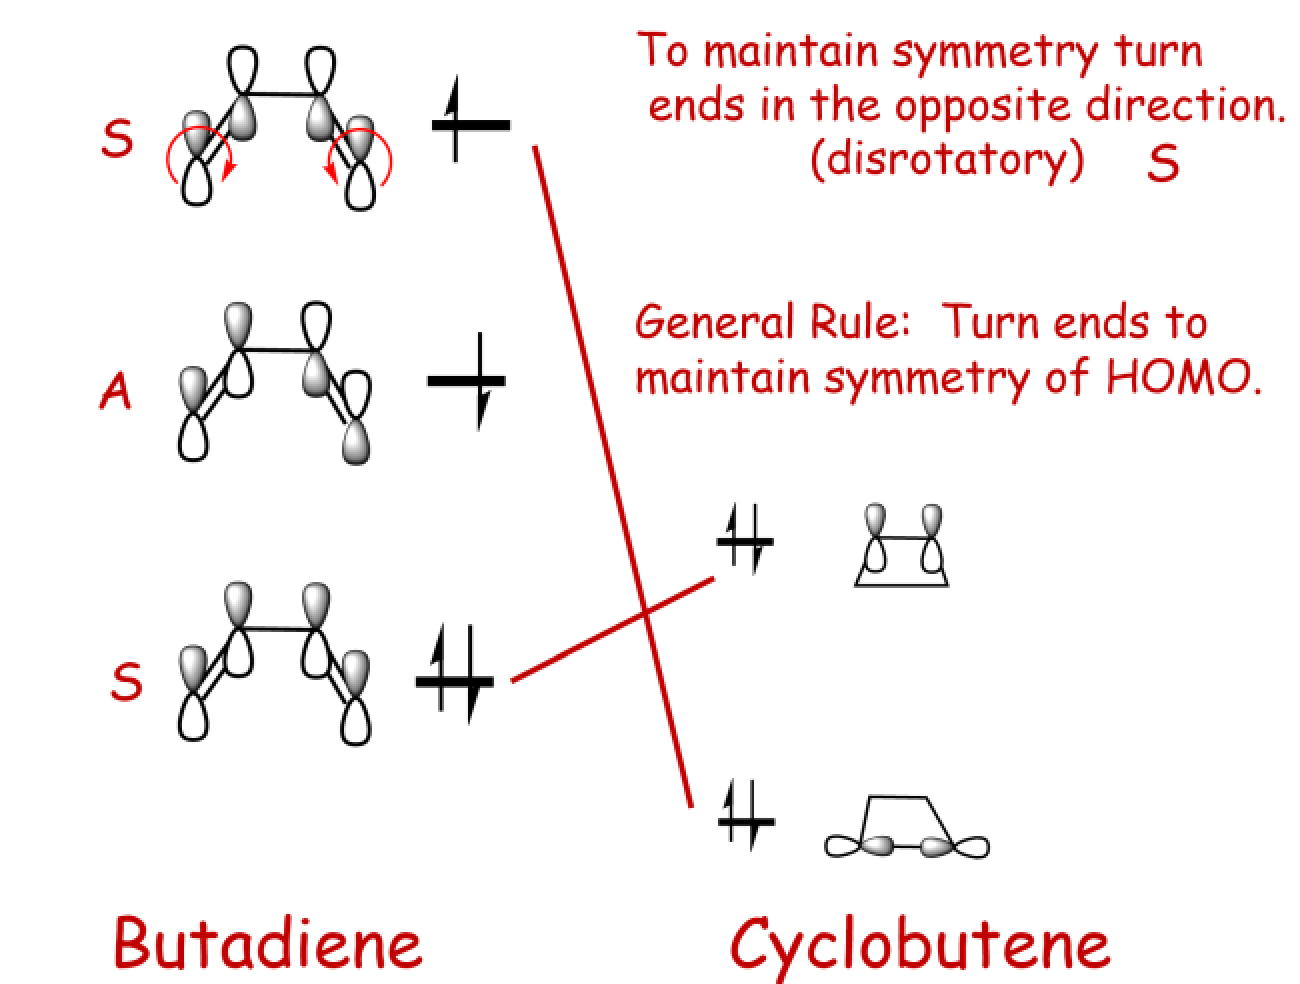 To maintain symmetry turn
ends in the opposite direction.
(disrotatory) S
S
General Rule: Turn ends to
maintain symmetry of HOMO.
A
S
Butadiene
Cyclobutene